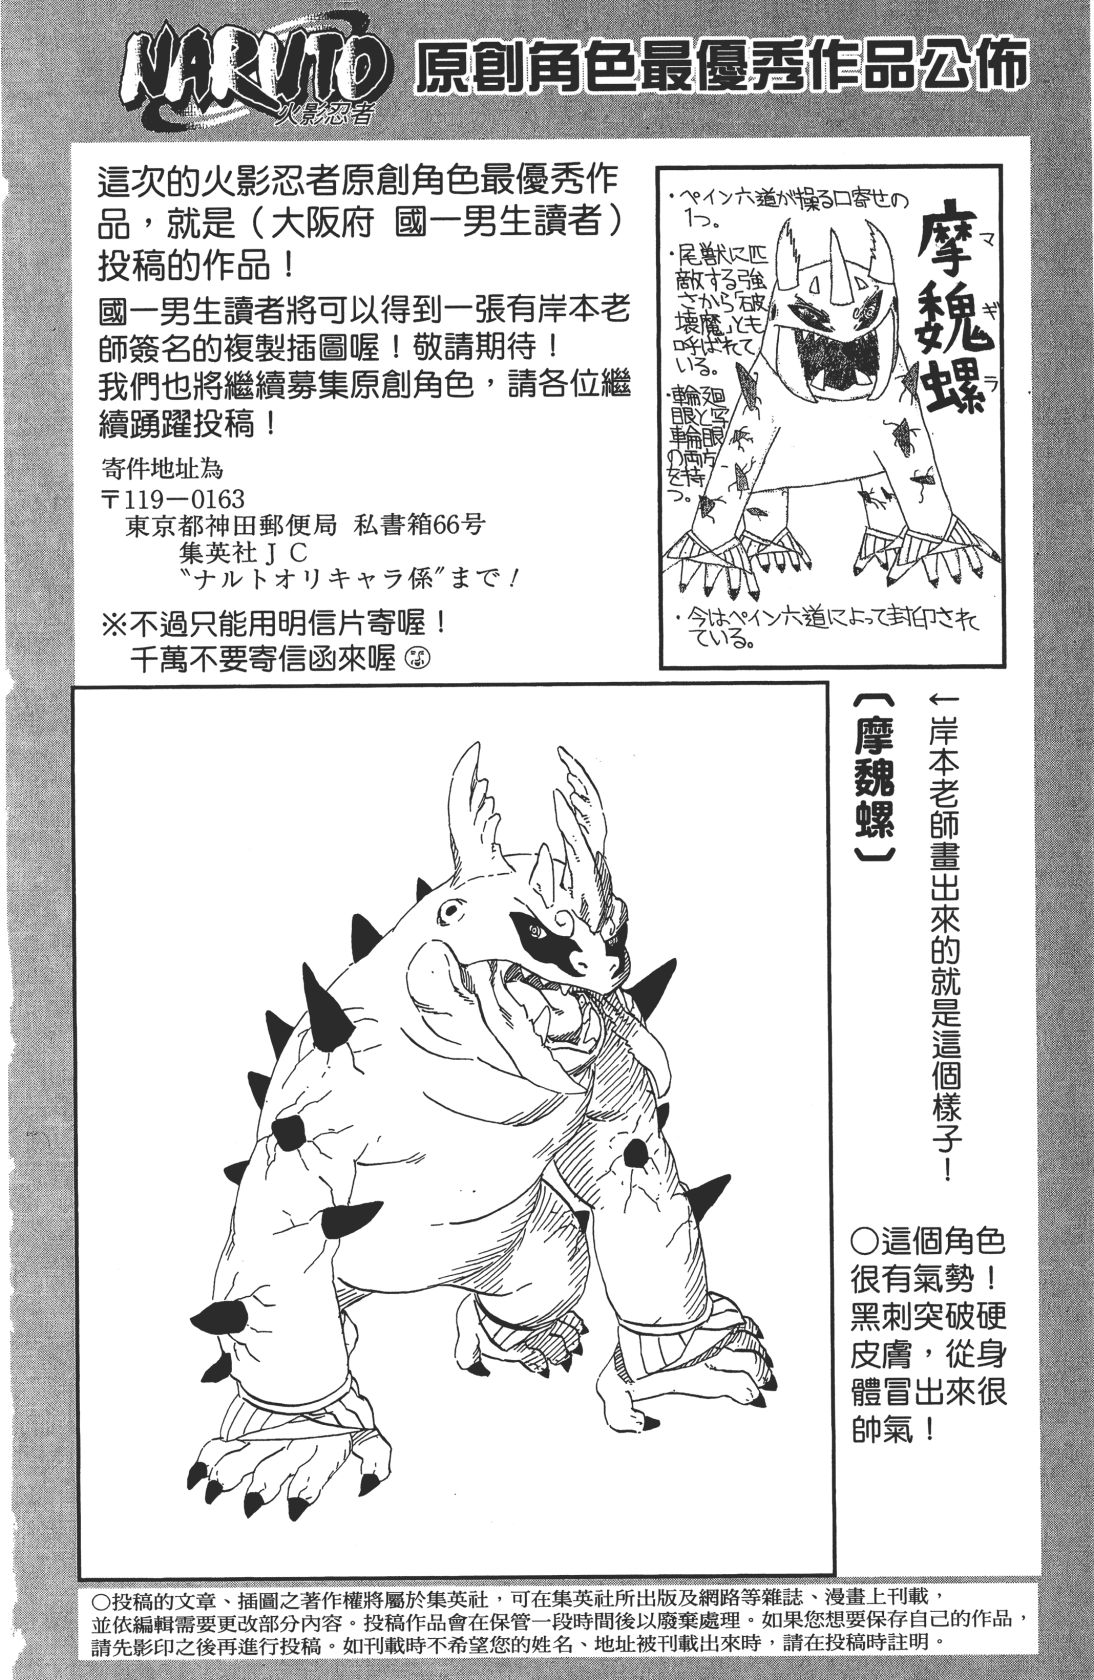 NARUTO
火影忍者
原創角色最優秀作品公佈
這次的火影忍者原創角色最優秀作
品，就是（大阪府 國一男生讀者）
投稿的作品！
國一男生讀者將可以得到一張有岸本老
師簽名的複製插圖喔！敬請期待！
我們也將繼續募集原創角色，請各位繼
續踴躍投稿！
寄件地址為
〒119－0163
東京都神田郵便局 私書箱66号
集英社ＪＣ
〝ナルトオリキャラ係〞まで！
※不過只能用明信片寄喔！
千萬不要寄信函來喔
摩魏螺
マギラ
・ペイン六道が操る口寄せの
1つ。
・尾獣に匹
敵する強
さから「破
壊魔」とも
呼ばれて
いる。
・輪廻
眼と写
輪眼
の両方
を持
つ。
・今はペイン六道によって封印されている。
←岸本老師畫出來的就是這個樣子！
〔摩魏螺〕
○這個角色
很有氣勢！
黑刺突破硬
皮膚，從身
體冒出來很
帥氣！
○投稿的文章、插圖之著作權將屬於集英社，可在集英社所出版及網路等雜誌、漫畫上刊載，
並依編輯需要更改部分內容。投稿作品會在保管一段時間後以廢棄處理。如果您想要保存自己的作品，
請先影印之後再進行投稿。如刊載時不希望您的姓名、地址被刊載出來時，請在投稿時註明。